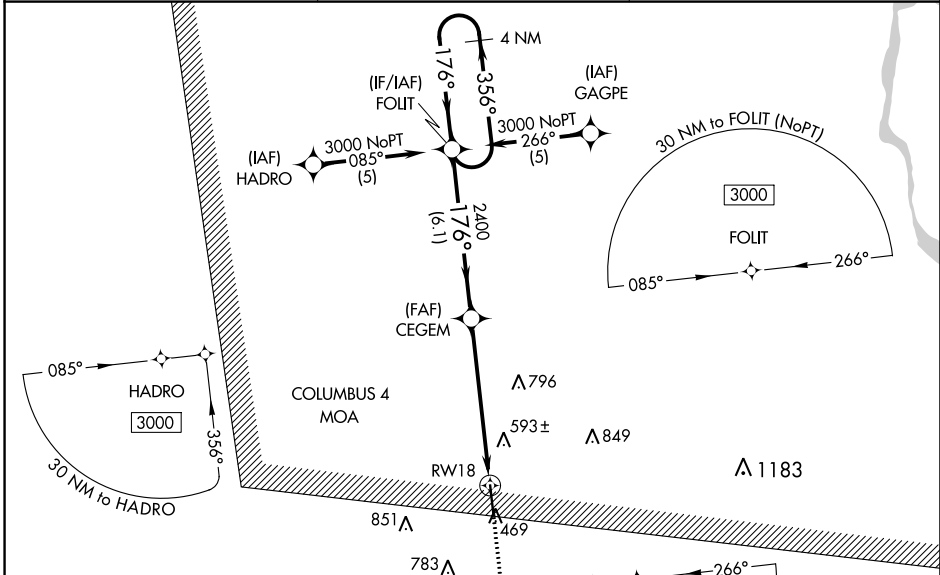 4 NM
176°
356°
(IF/IAF)
FOLIT
(IAF)
GAGPE
3000 NoPT
266°
(5)
(IAF)
HADRO
3000 NoPT
085°
(5)
30 NM to FOLIT (NoPT)
3000
FOLIT
085°
266°
2400
176°
(6.1)
(FAF)
CEGEM
085°
HADRO
3000
356°
30 NM to HADRO
COLUMBUS 4
MOA
796
593±
849
1183
RW18
851
469
783
266°